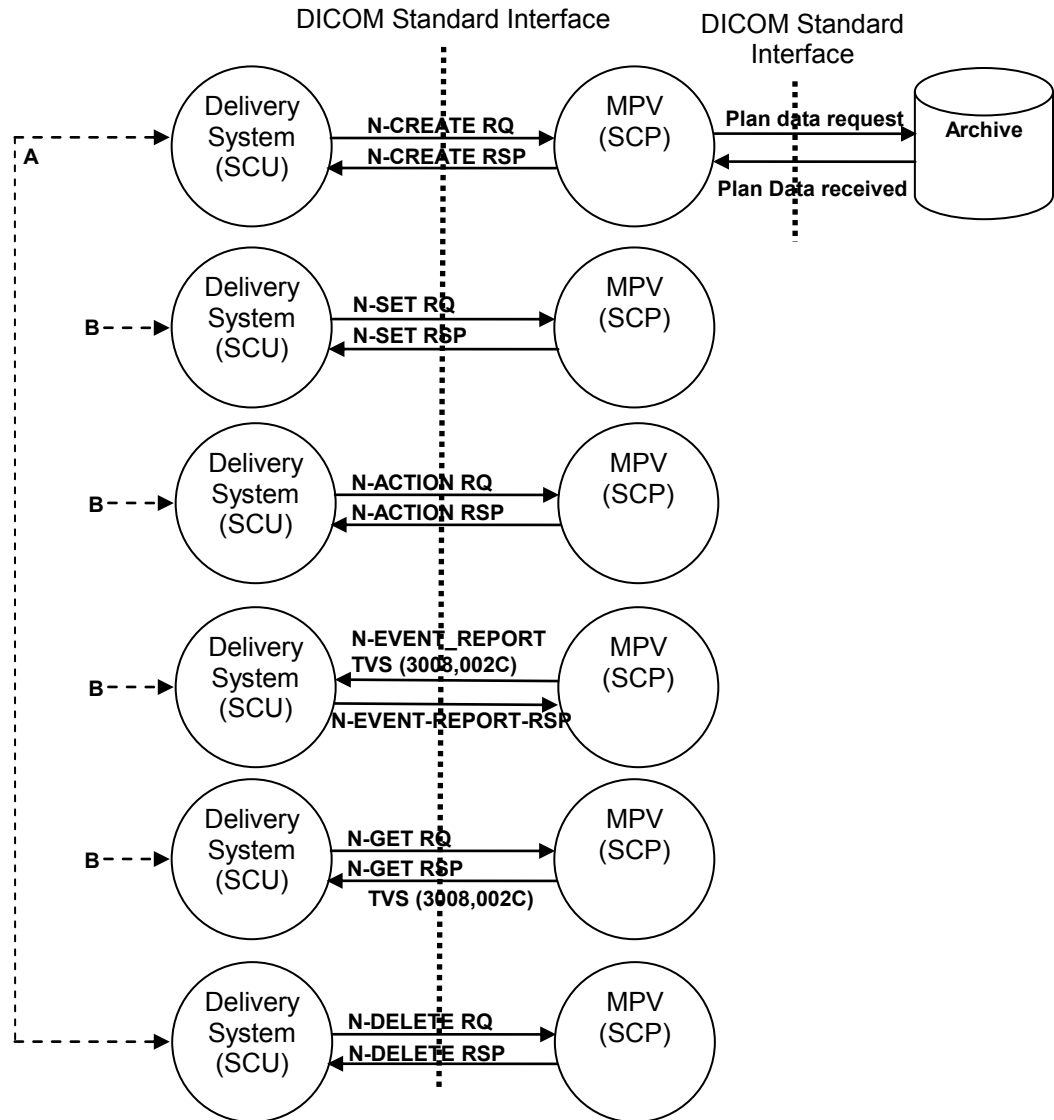 DICOM Standard Interface
DICOM Standard
Interface
Delivery
System
(SCU)
N-CREATE RQ
N-CREATE RSP
MPV
(SCP)
Plan data request
Plan Data received
Archive
A
Delivery
System
(SCU)
B
N-SET RQ
N-SET RSP
MPV
(SCP)
Delivery
System
(SCU)
B
N-ACTION RQ
N-ACTION RSP
MPV
(SCP)
Delivery
System
(SCU)
B
N-EVENT_REPORT
TVS (3008,002C)
N-EVENT-REPORT-RSP
MPV
(SCP)
Delivery
System
(SCU)
B
N-GET RQ
N-GET RSP
TVS (3008,002C)
MPV
(SCP)
Delivery
System
(SCU)
N-DELETE RQ
N-DELETE RSP
MPV
(SCP)